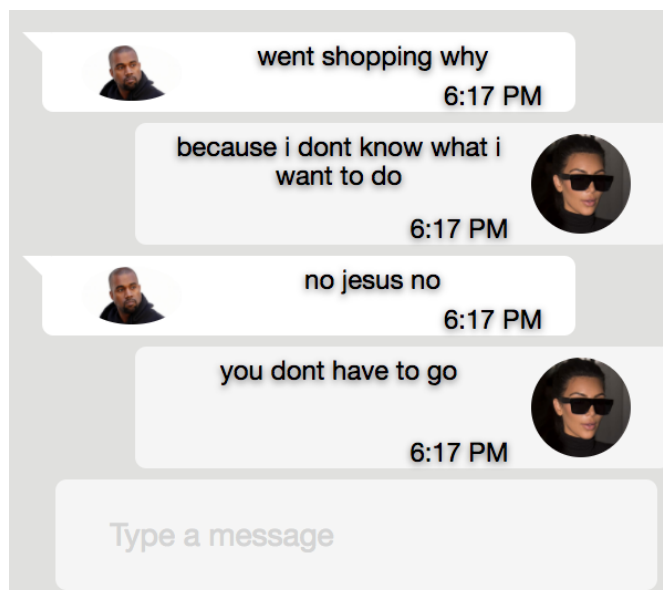 went shopping why
6:17 PM
because i dont know what i
want to do
6:17 PM
no jesus no
6:17 PM
you dont have to go
6:17 PM
Type a message